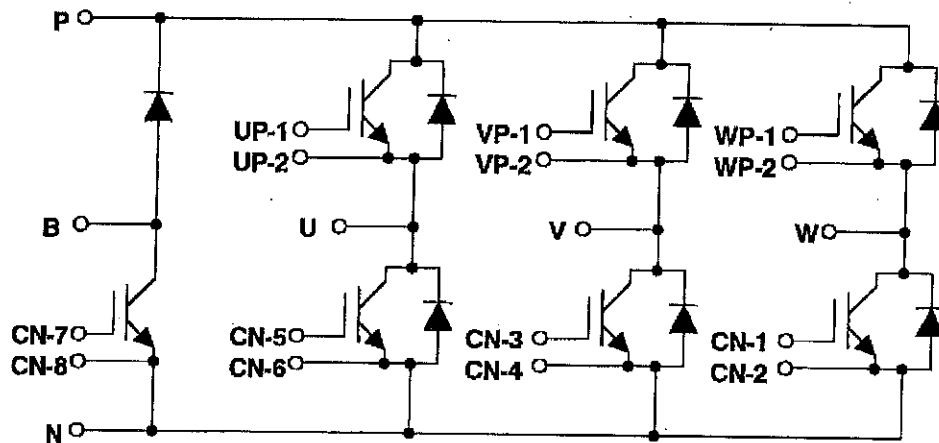 P
UP-1
UP-2
VP-1
VP-2
WP-1
WP-2
B
U
V
W
CN-7
CN-8
CN-5
CN-6
CN-3
CN-4
CN-1
CN-2
N